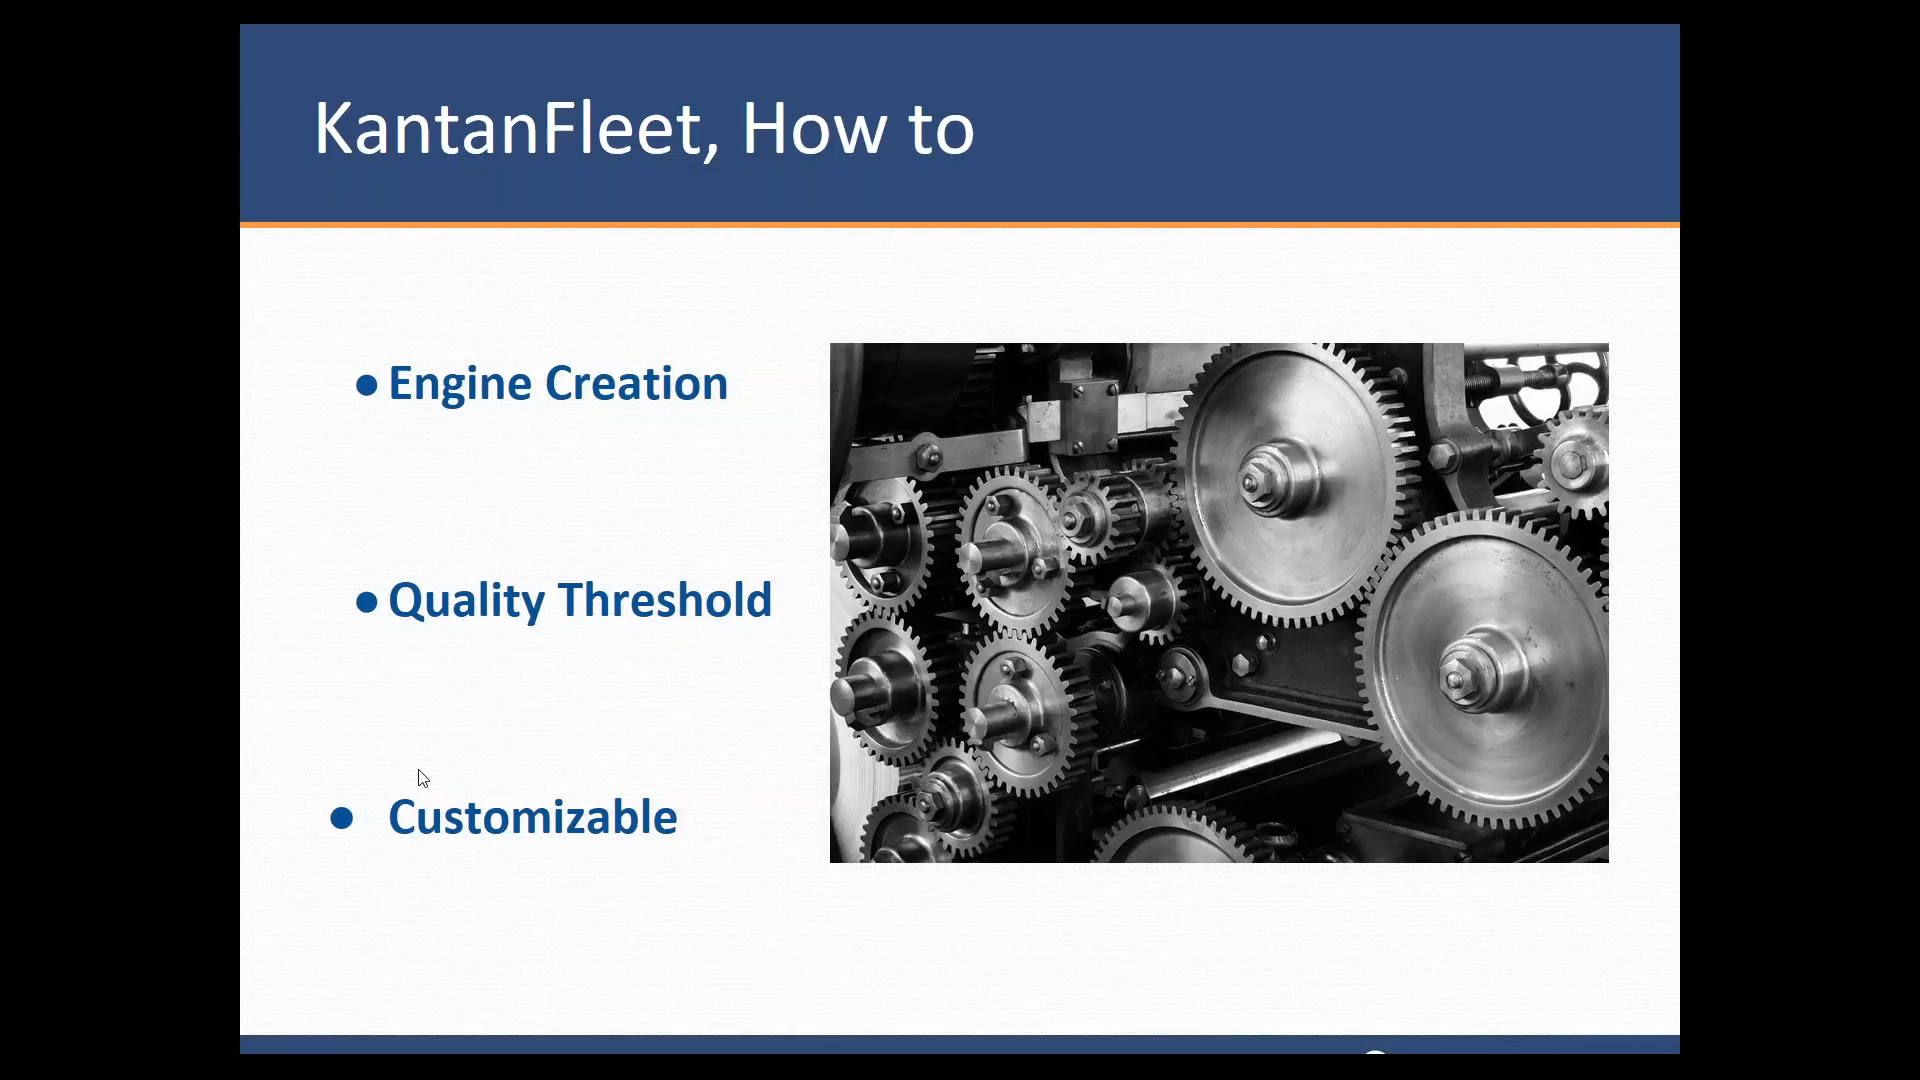 KantanFleet, How to
● Engine Creation
● Quality Threshold
● Customizable